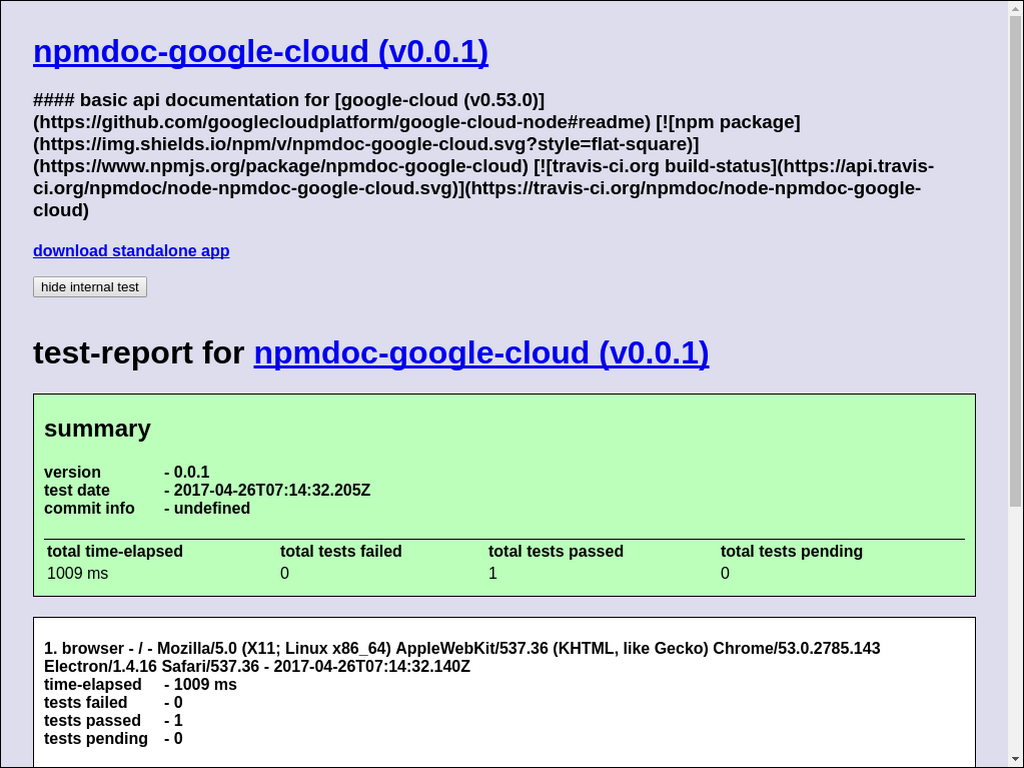 npmdoc-google-cloud (v0.0.1)
#### basic api documentation for [google-cloud (v0.53.0)]
(https://github.com/googlecloudplatform/google-cloud-node#readme) [![npm package]
(https://img.shields.io/npm/v/npmdoc-google-cloud.svg?style=flat-square)]
(https://www.npmjs.org/package/npmdoc-google-cloud) [![travis-ci.org build-status](https://api.travis-
ci.org/npmdoc/node-npmdoc-google-cloud.svg)](https://travis-ci.org/npmdoc/node-npmdoc-google-
cloud)
download standalone app
hide internal test
test-report for npmdoc-google-cloud (v0.0.1)
summary
version - 0.0.1
test date - 2017-04-26T07:14:32.205Z
commit info - undefined
total time-elapsed total tests failed total tests passed total tests pending
1009 ms 0 1 0
1. browser - / - Mozilla/5.0 (X11; Linux x86_64) AppleWebKit/537.36 (KHTML, like Gecko) Chrome/53.0.2785.143
Electron/1.4.16 Safari/537.36 - 2017-04-26T07:14:32.140Z
time-elapsed - 1009 ms
tests failed - 0
tests passed - 1
tests pending - 0